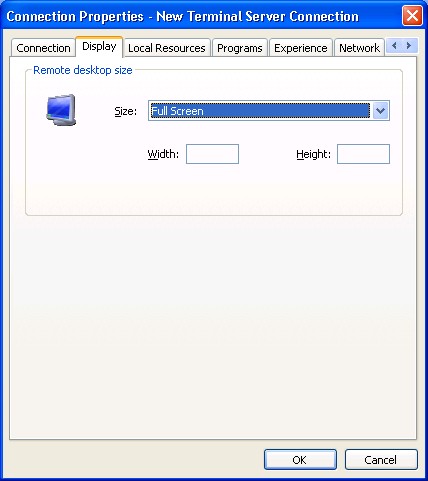 Connection Properties - New Terminal Server Connection
Connection Display Local Resources Programs Experience Network
Remote desktop size
Size: Full Screen
Width: Height:
OK Cancel